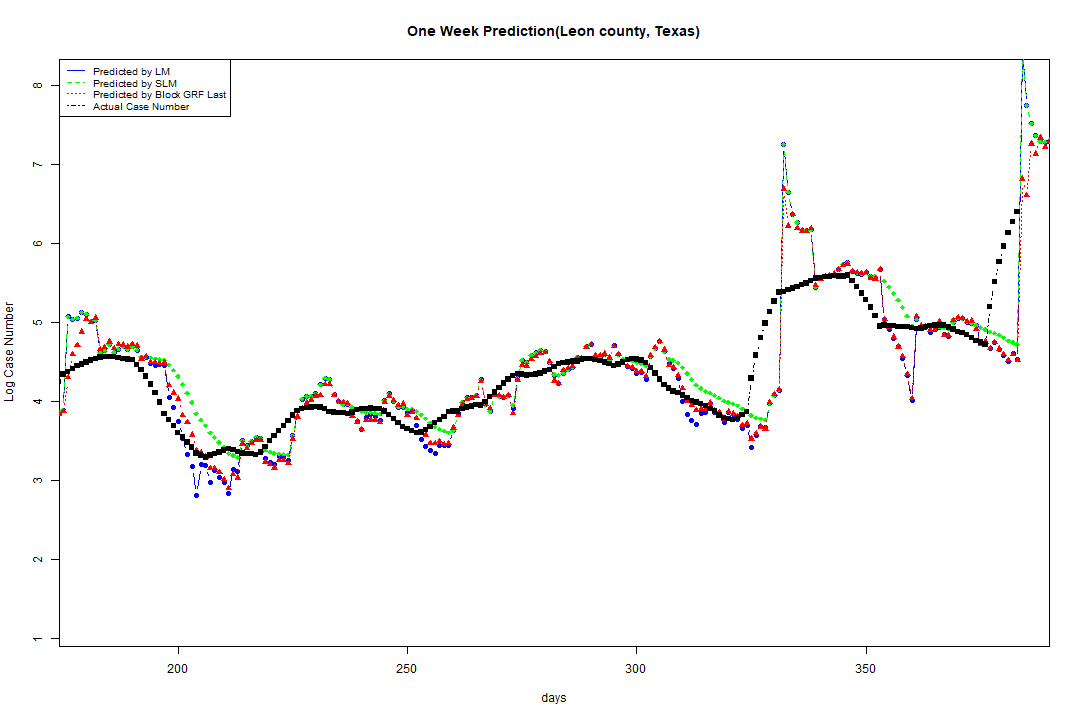 One Week Prediction(Leon county, Texas)
Predicted by LM
Predicted by SLM
Predicted by Block GRF Last
Actual Case Number
Log Case Number
8
7
6
5
4
3
2
1
200
250
300
350
days